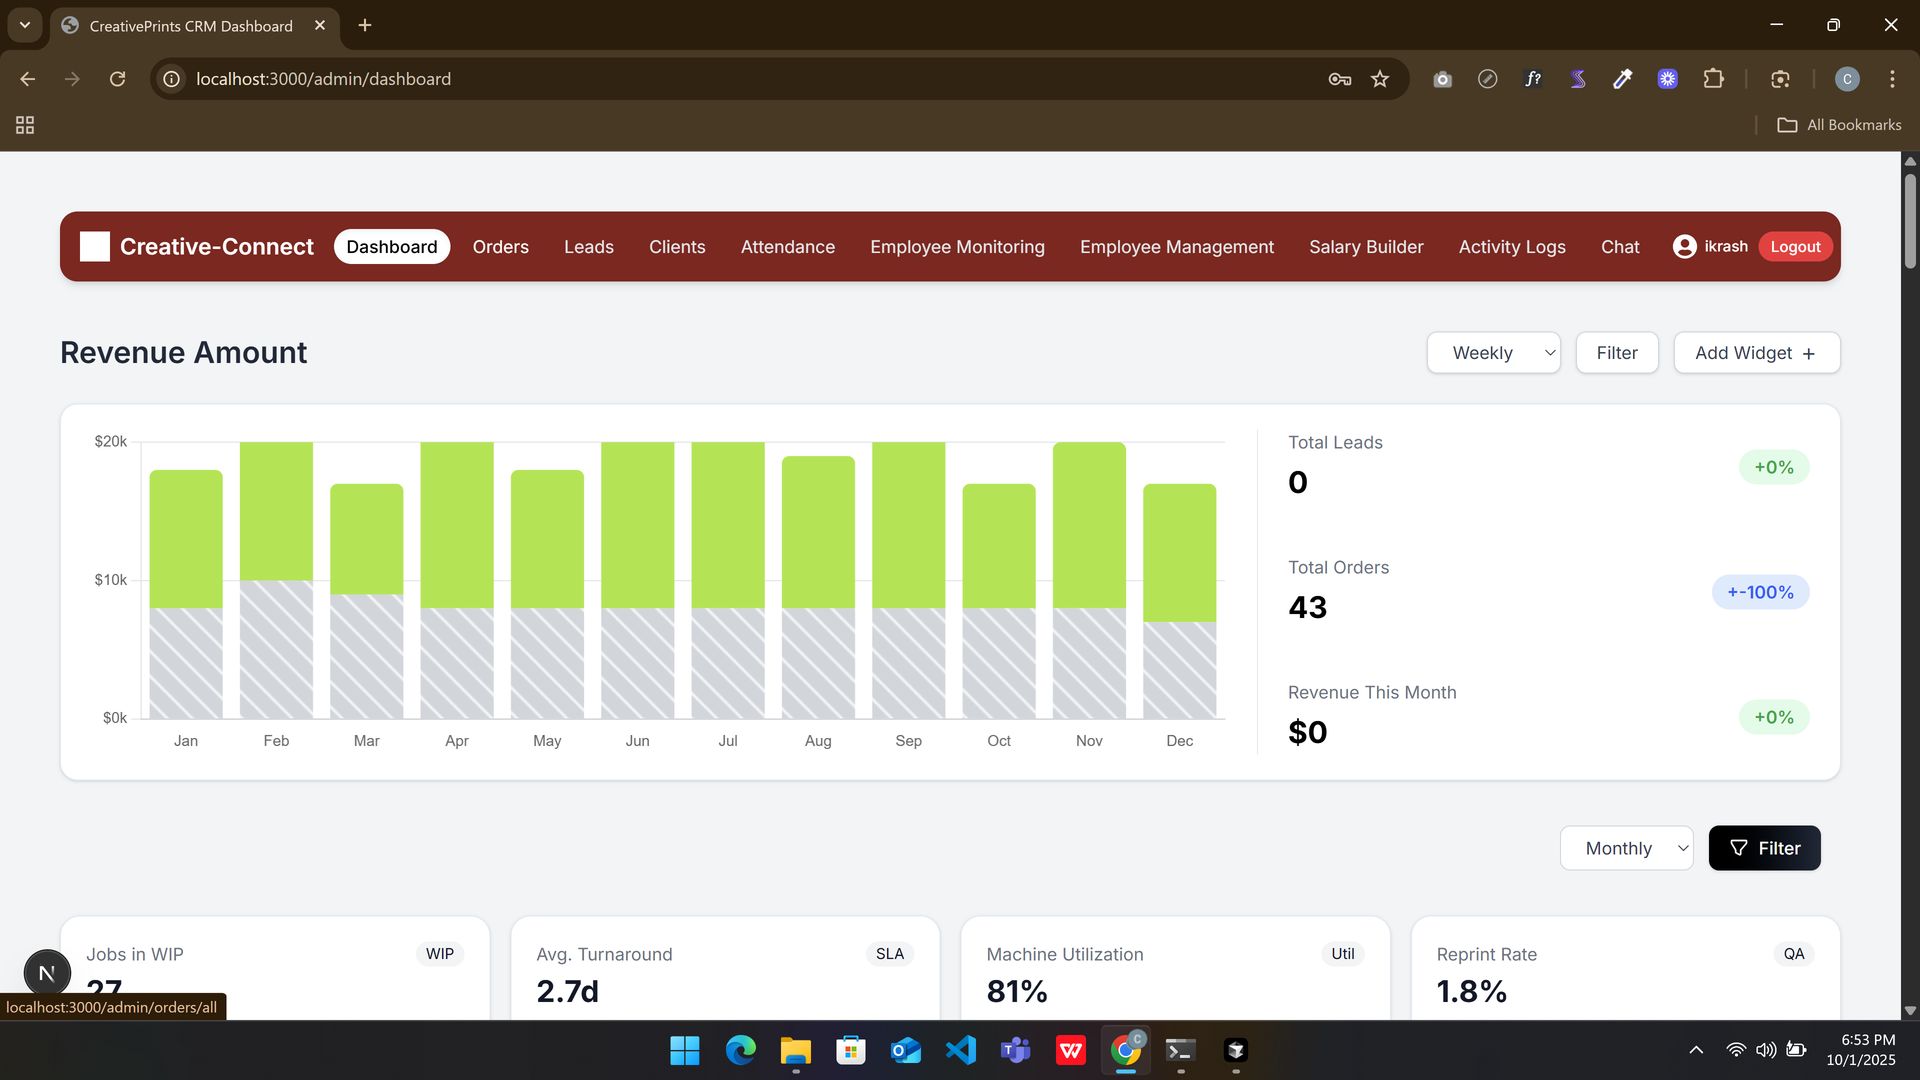 CreativePrints CRM Dashboard
localhost:3000/admin/dashboard
All Bookmarks
Creative-Connect Dashboard Orders Leads Clients Attendance Employee Monitoring Employee Management Salary Builder Activity Logs Chat ikrash Logout
Revenue Amount
Weekly Filter Add Widget +
$20k
$10k
$0k
Jan Feb Mar Apr May Jun Jul Aug Sep Oct Nov Dec
Total Leads
0
+0%
Total Orders
43
+-100%
Revenue This Month
$0
+0%
Monthly Filter
Jobs in WIP WIP
27
Avg. Turnaround SLA
2.7d
Machine Utilization Util
81%
Reprint Rate QA
1.8%
N
localhost:3000/admin/orders/all
6:53 PM
10/1/2025